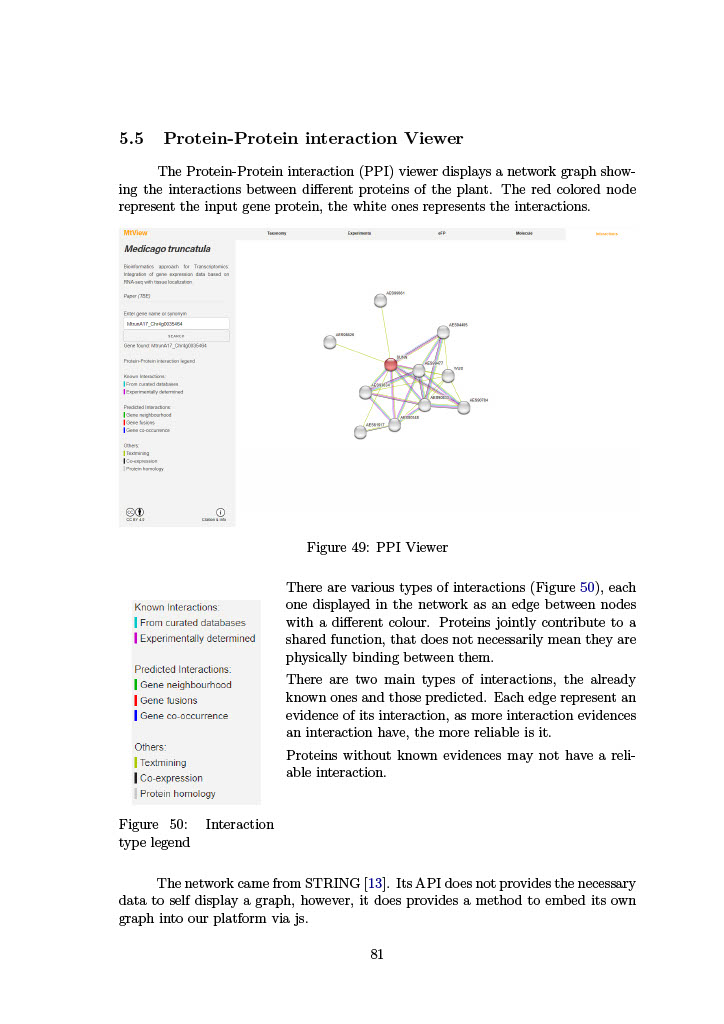 5.5 Protein-Protein interaction Viewer
The Protein-Protein interaction (PPI) viewer displays a network graph show-
ing the interactions between different proteins of the plant. The red colored node
represent the input gene protein, the white ones represents the interactions.
MtView
Taxonomy Experiments eFP Molecule
Medicago truncatula
Bioinformatics approach for Transcriptomics
Integration of gene expression data based on
RNA-seq with tissue localization.
Paper (TBE)
Enter gene name or synonym
MtrunA17_Chr4g0035464
SEARCH
Gene found: MtrunA17_Chr4g0035464
Protein-Protein interaction legend
Known Interactions:
From curated databases
Experimentally determined
Predicted Interactions:
Gene neighbourhood
Gene fusions
Gene co-occurrence
Others:
Textmining
Co-expression
Protein homology
CC BY 4.0 Citation & info
SUNN
Figure 49: PPI Viewer
Known Interactions:
From curated databases
Experimentally determined
Predicted Interactions:
Gene neighbourhood
Gene fusions
Gene co-occurrence
Others:
Textmining
Co-expression
Protein homology
Figure 50: Interaction
type legend
There are various types of interactions (Figure 50), each
one displayed in the network as an edge between nodes
with a different colour. Proteins jointly contribute to a
shared function, that does not necessarily mean they are
physically binding between them.
There are two main types of interactions, the already
known ones and those predicted. Each edge represent an
evidence of its interaction, as more interaction evidences
an interaction have, the more reliable is it.
Proteins without known evidences may not have a reli-
able interaction.
The network came from STRING [13]. Its API does not provides the necessary
data to self display a graph, however, it does provides a method to embed its own
graph into our platform via js.
81